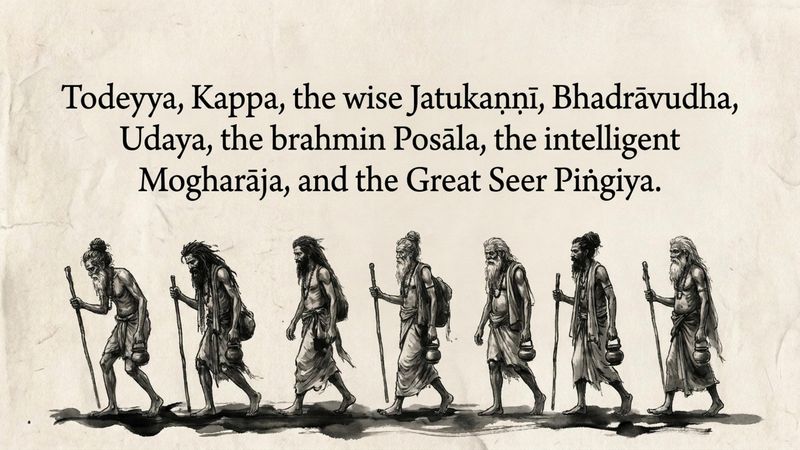 Todeyya, Kappa, the wise Jatukaṇṇī, Bhadrāvudha,
Udaya, the brahmin Posāla, the intelligent
Mogharāja, and the Great Seer Piṅgiya.